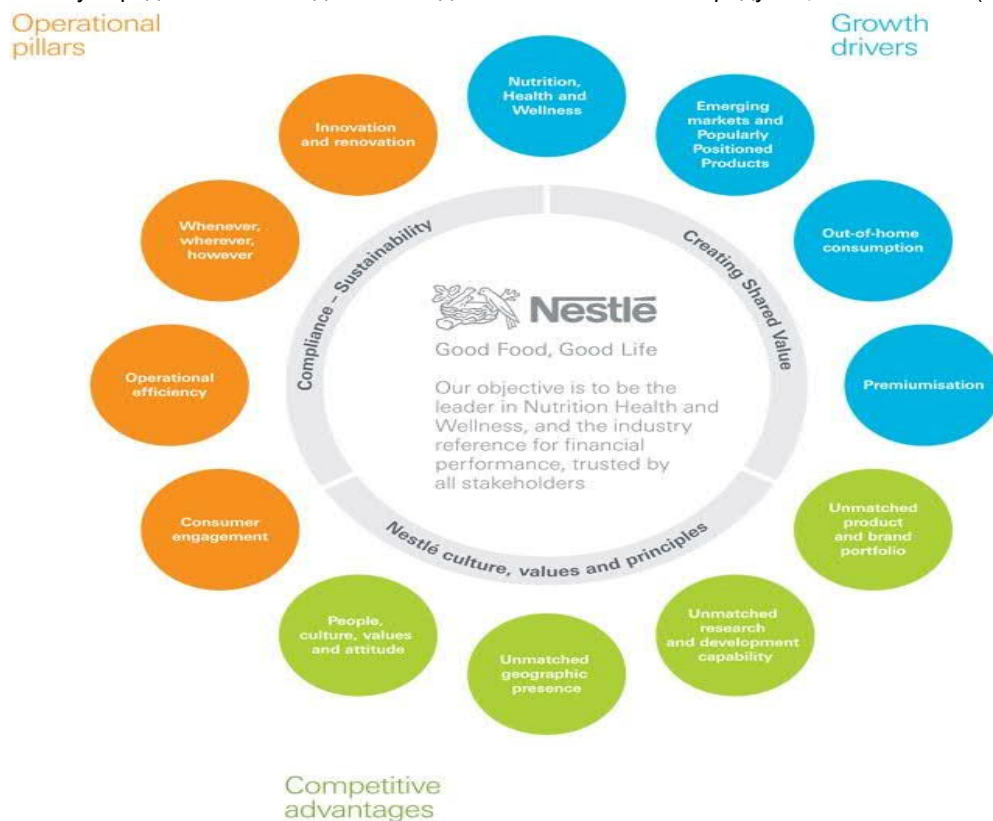 Operational
pillars
Growth
drivers
Nutrition,
Health and
Wellness
Emerging
markets and
Popularly
Positioned
Products
Innovation
and renovation
Whenever,
wherever,
however
Out-of-home
consumption
Compliance – Sustainability
Creating Shared Value
Nestlé
Good Food, Good Life
Our objective is to be the
leader in Nutrition Health and
Wellness, and the industry
reference for financial
performance, trusted by
all stakeholders
Operational
efficiency
Premiumisation
Consumer
engagement
Unmatched
product
and brand
portfolio
Nestlé culture, values and principles
People,
culture, values
and attitude
Unmatched
geographic
presence
Unmatched
research
and development
capability
Competitive
advantages